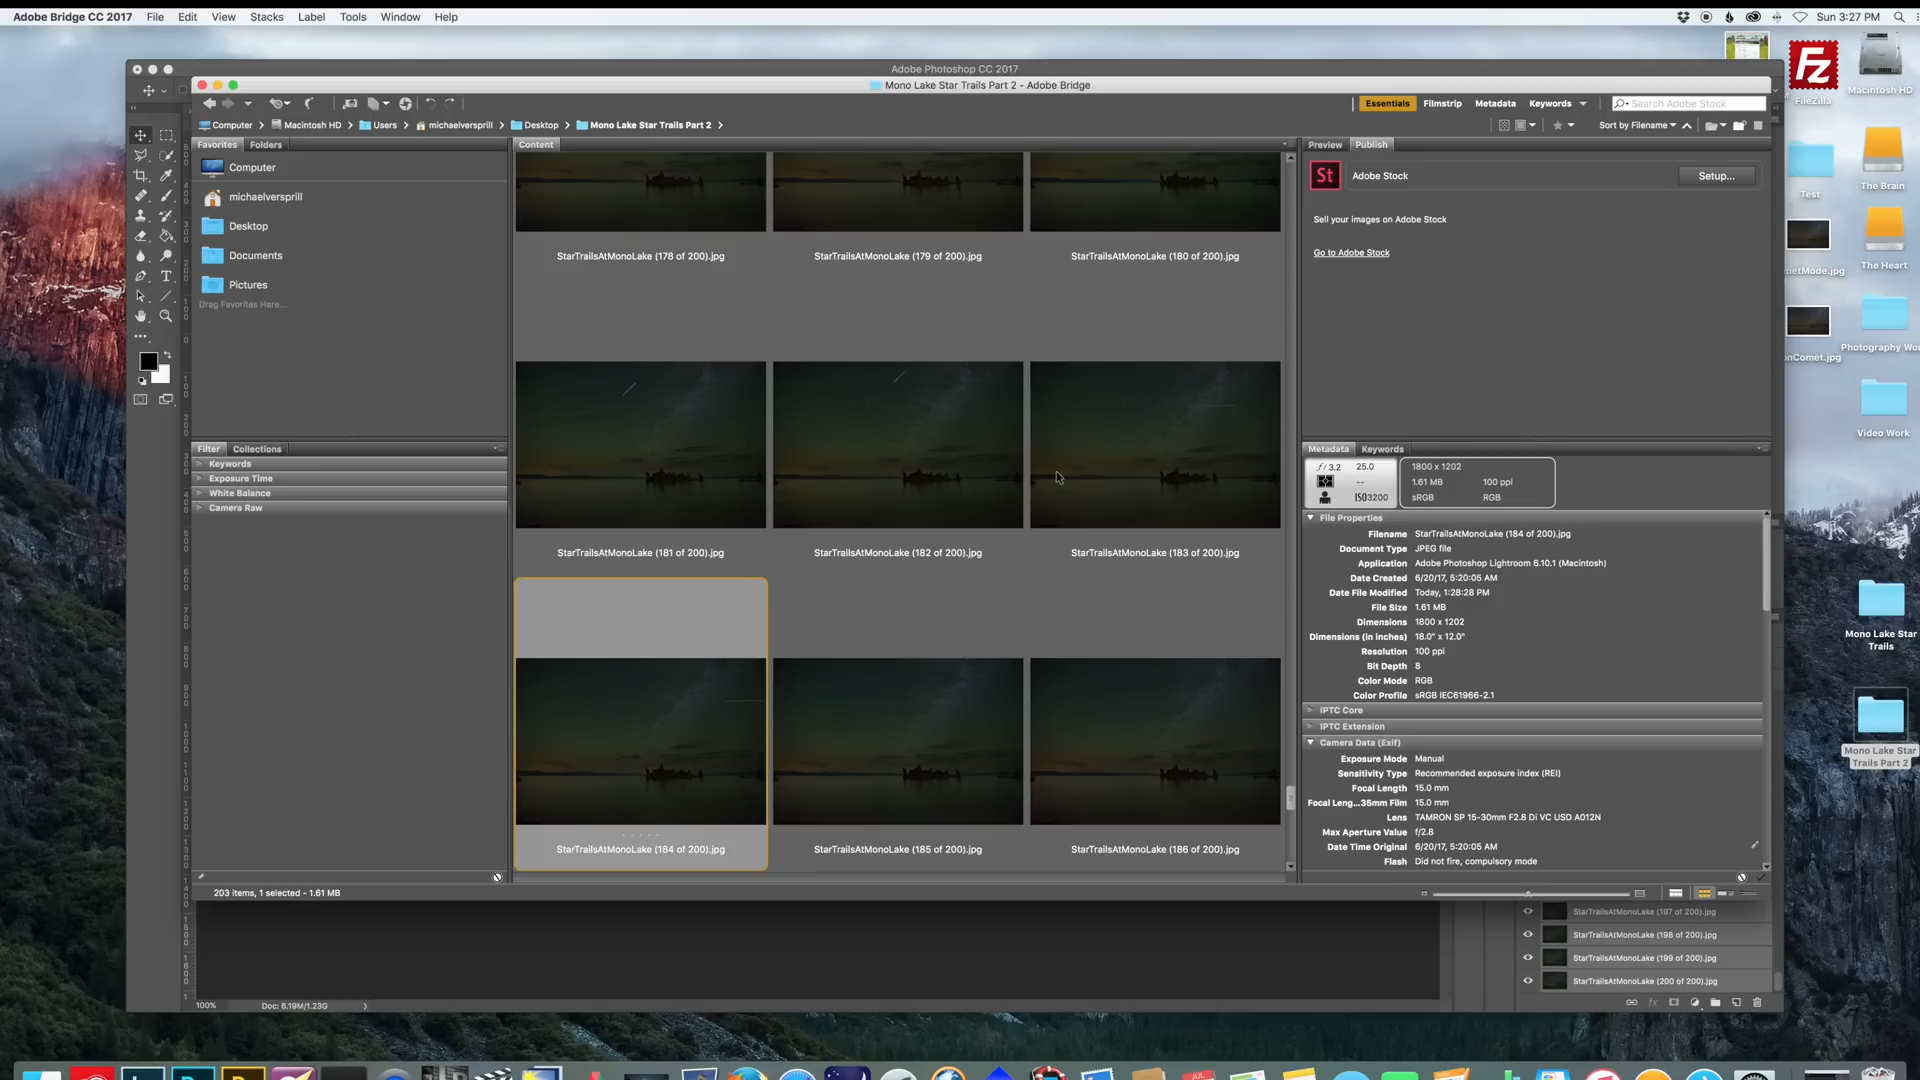 Adobe Bridge CC 2017 File Edit View Stacks Label Tools Window Help Sun 3:27 PM
Adobe Photoshop CC 2017
Mono Lake Star Trails Part 2 - Adobe Bridge
Essentials Filmstrip Metadata Keywords Search Adobe Stock
Computer Macintosh HD Users michaelversprill Desktop Mono Lake Star Trails Part 2 Sort by Filename
Favorites Folders Content Preview Publish
Computer
michaelversprill
Desktop
Documents
Pictures
Drag Favorites Here...
St Adobe Stock Setup...
Sell your images on Adobe Stock
Go to Adobe Stock
StarTrailsAtMonoLake (178 of 200).jpg
StarTrailsAtMonoLake (179 of 200).jpg
StarTrailsAtMonoLake (180 of 200).jpg
StarTrailsAtMonoLake (181 of 200).jpg
StarTrailsAtMonoLake (182 of 200).jpg
StarTrailsAtMonoLake (183 of 200).jpg
StarTrailsAtMonoLake (184 of 200).jpg
StarTrailsAtMonoLake (185 of 200).jpg
StarTrailsAtMonoLake (186 of 200).jpg
Filter Collections
Keywords
Exposure Time
White Balance
Camera Raw
Metadata Keywords
f/3.2 25.0 1800 x 1202
-- 1.61 MB 100 ppi
ISO3200 sRGB RGB
File Properties
Filename StarTrailsAtMonoLake (184 of 200).jpg
Document Type JPEG file
Application Adobe Photoshop Lightroom 6.10.1 (Macintosh)
Date Created 6/20/17, 5:20:05 AM
Date File Modified Today, 1:28:28 PM
File Size 1.61 MB
Dimensions 1800 x 1202
Dimensions (in inches) 18.0" x 12.0"
Resolution 100 ppi
Bit Depth 8
Color Mode RGB
Color Profile sRGB IEC61966-2.1
IPTC Core
IPTC Extension
Camera Data (Exif)
Exposure Mode Manual
Sensitivity Type Recommended exposure index (REI)
Focal Length 15.0 mm
Focal Leng...35mm Film 15.0 mm
Lens TAMRON SP 15-30mm F2.8 Di VC USD A012N
Max Aperture Value f/2.8
Date Time Original 6/20/17, 5:20:05 AM
Flash Did not fire, compulsory mode
203 items, 1 selected - 1.61 MB
StarTrailsAtMonoLake (197 of 200).jpg
StarTrailsAtMonoLake (198 of 200).jpg
StarTrailsAtMonoLake (199 of 200).jpg
StarTrailsAtMonoLake (200 of 200).jpg
100% Doc: 6.19M/1.23G
FileZilla
Macintosh HD
Test
The Brain
netMode.jpg
The Heart
onComet.jpg
Photography Wo
Video Work
Mono Lake Star
Trails
Mono Lake Star
Trails Part 2